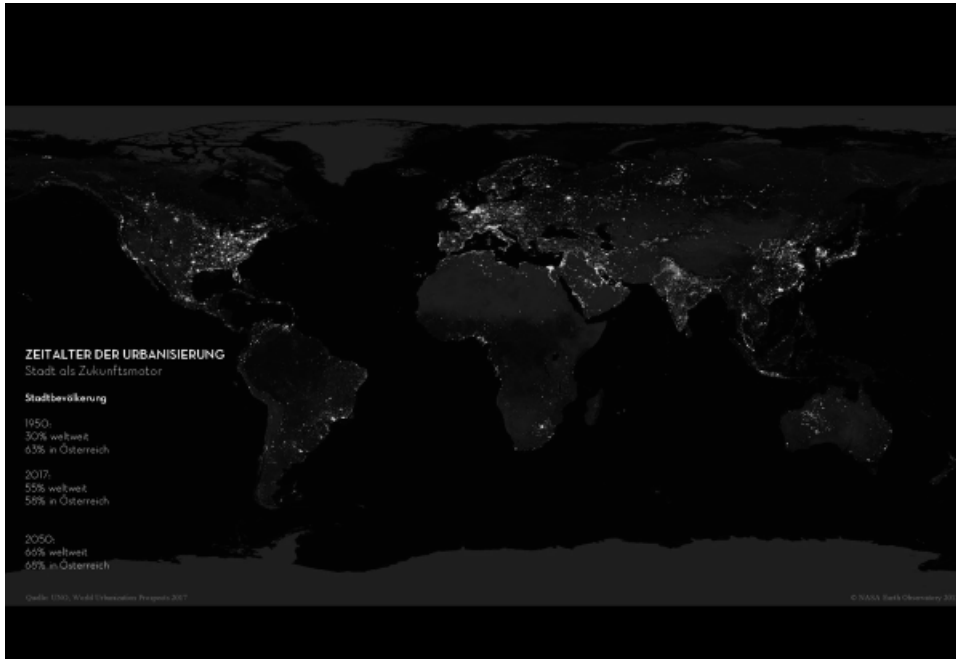 ZEITALTER DER URBANISIERUNG
Stadt als Zukunftsmotor
Stadtbevölkerung
1950:
30% weltweit
63% in Österreich
2017:
55% weltweit
58% in Österreich
2050:
66% weltweit
68% in Österreich
Quelle: UNO, World Urbanization Prospects 2017
© NASA Earth Observatory